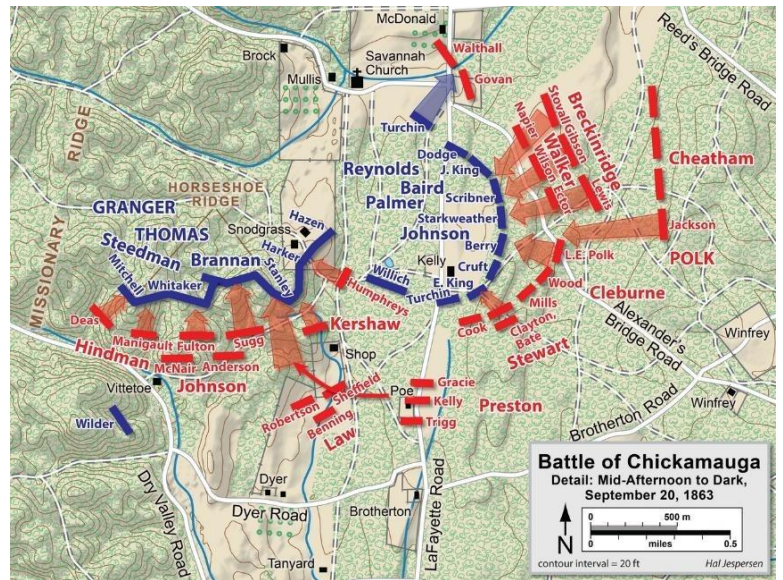 McDonald
Brock
Savannah
Church
Mullis
Walthall
Govan
Reed's Bridge Road
Turchin
Napier
Stovall
Gibson
Breckinridge
Wilson
Walker
Ector
Lewis
Cheatham
Dodge
J. King
Reynolds
Baird
Scribner
Palmer
Starkweather
Johnson
Berry
Jackson
POLK
MISSIONARY
RIDGE
HORSESHOE
RIDGE
GRANGER
THOMAS
Snodgrass
Hazen
Harker
Steedman
Brannan
Stanley
Mitchell
Whitaker
Kelly
Cruft
E. King
Willich
Turchin
L.E. Polk
Wood
Cleburne
Humphreys
Deas
Manigault
Fulton
Sugg
Kershaw
Hindman
McNair
Anderson
Johnson
Shop
Cook
Mills
Clayton,
Bate
Stewart
Alexander's
Bridge Road
Winfrey
Vittetoe
Wilder
Robertson
Sheffield
Benning
Law
Poe
Gracie
Kelly
Trigg
Preston
Winfrey
Brotherton Road
Dyer
Dyer Road
Brotherton
LaFayette Road
Dry Valley Road
Tanyard
Battle of Chickamauga
Detail: Mid-Afternoon to Dark,
September 20, 1863
N
0 500 m
0 miles 0.5
contour interval = 20 ft Hal Jespersen